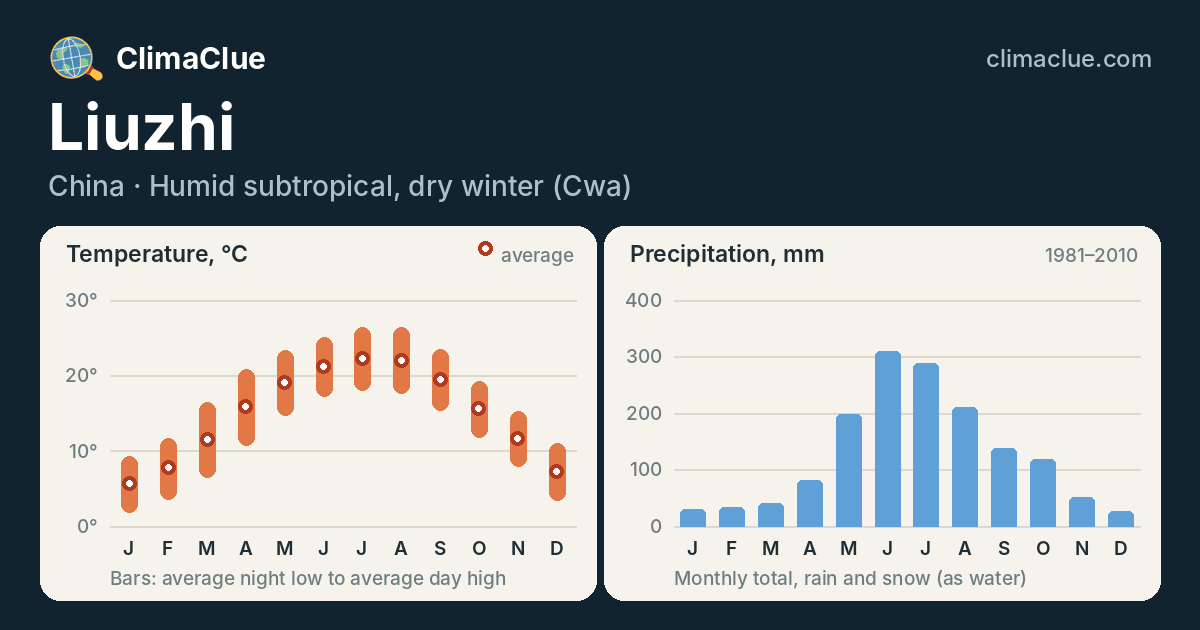 ClimaClue
climaclue.com
Liuzhi
China · Humid subtropical, dry winter (Cwa)
Temperature, °C
average
30°
20°
10°
0°
J F M A M J J A S O N D
Bars: average night low to average day high
Precipitation, mm
1981–2010
400
300
200
100
0
J F M A M J J A S O N D
Monthly total, rain and snow (as water)